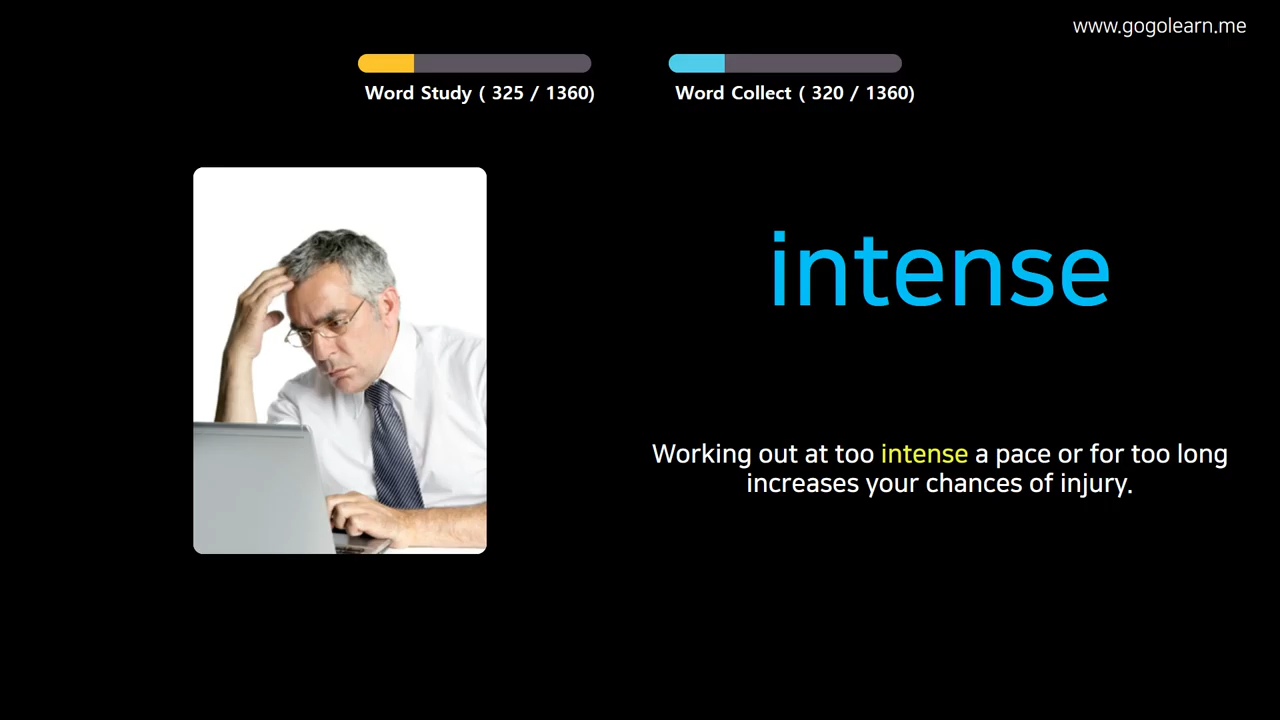 www.gogolearn.me
Word Study ( 325 / 1360)
Word Collect ( 320 / 1360)
intense
Working out at too intense a pace or for too long
increases your chances of injury.